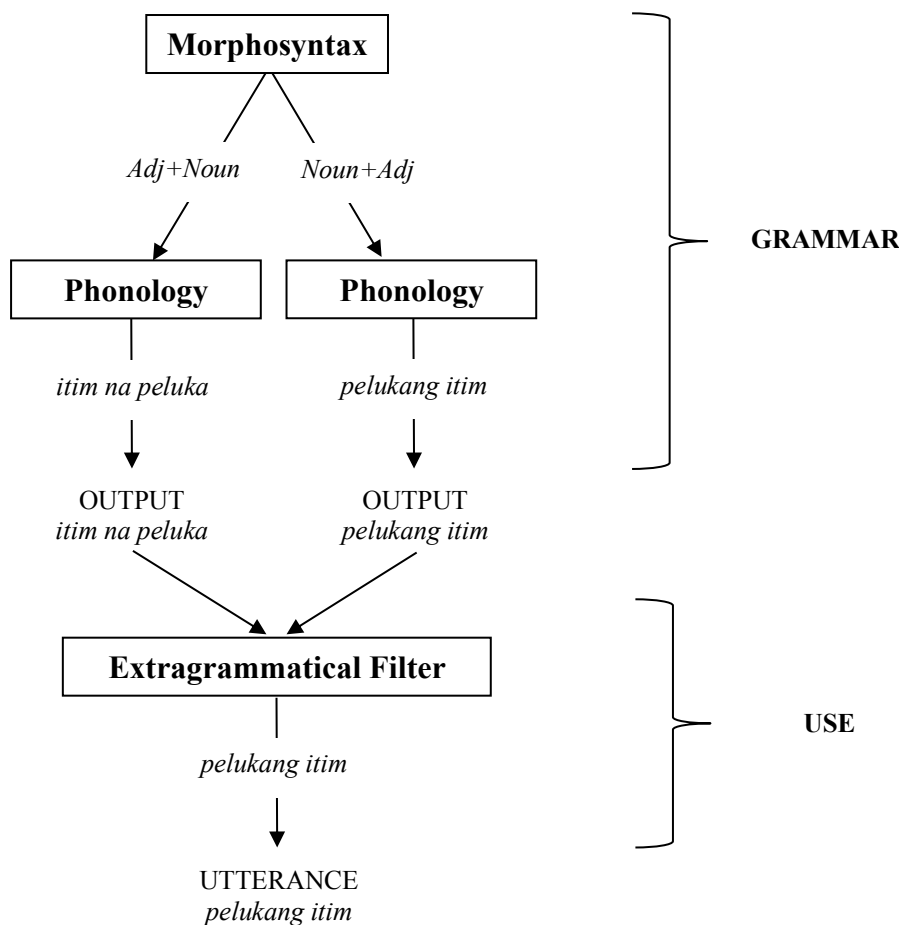 Morphosyntax
Adj+Noun
Noun+Adj
GRAMMAR
Phonology
Phonology
itim na peluka
pelukang itim
OUTPUT
itim na peluka
OUTPUT
pelukang itim
Extragrammatical Filter
USE
pelukang itim
UTTERANCE
pelukang itim